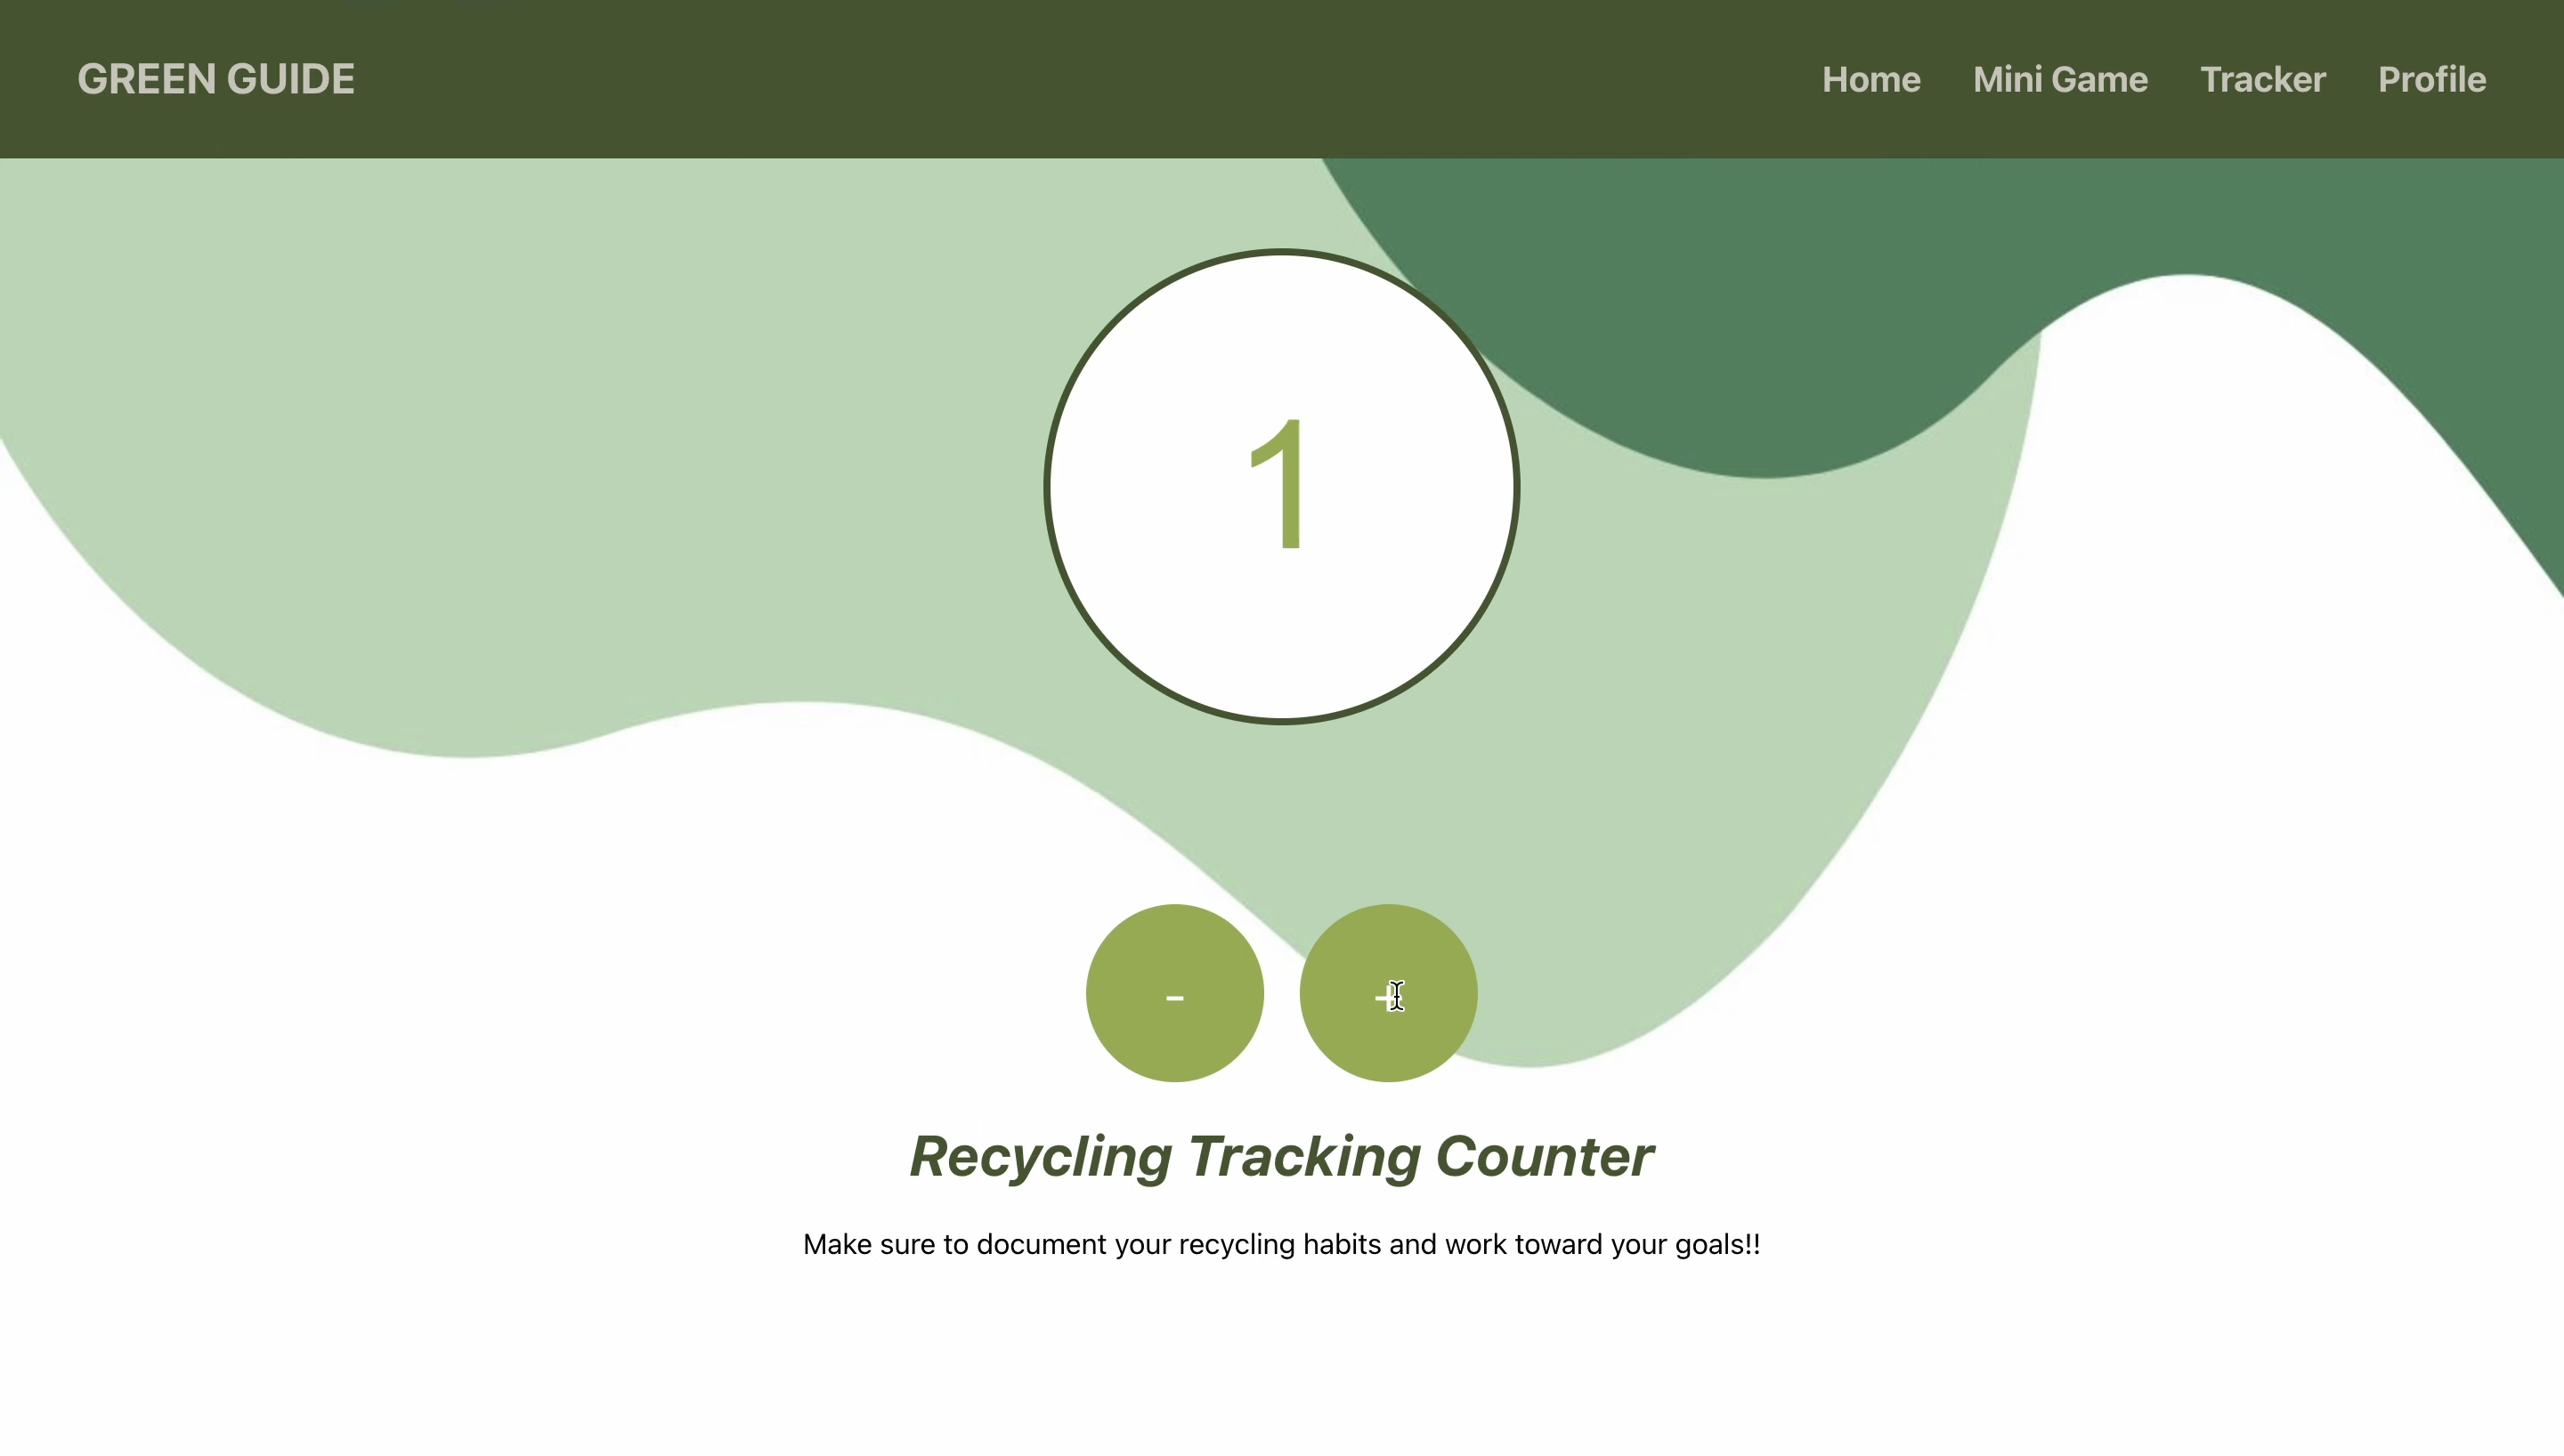 GREEN GUIDE Home Mini Game Tracker Profile
1
- +
Recycling Tracking Counter
Make sure to document your recycling habits and work toward your goals!!